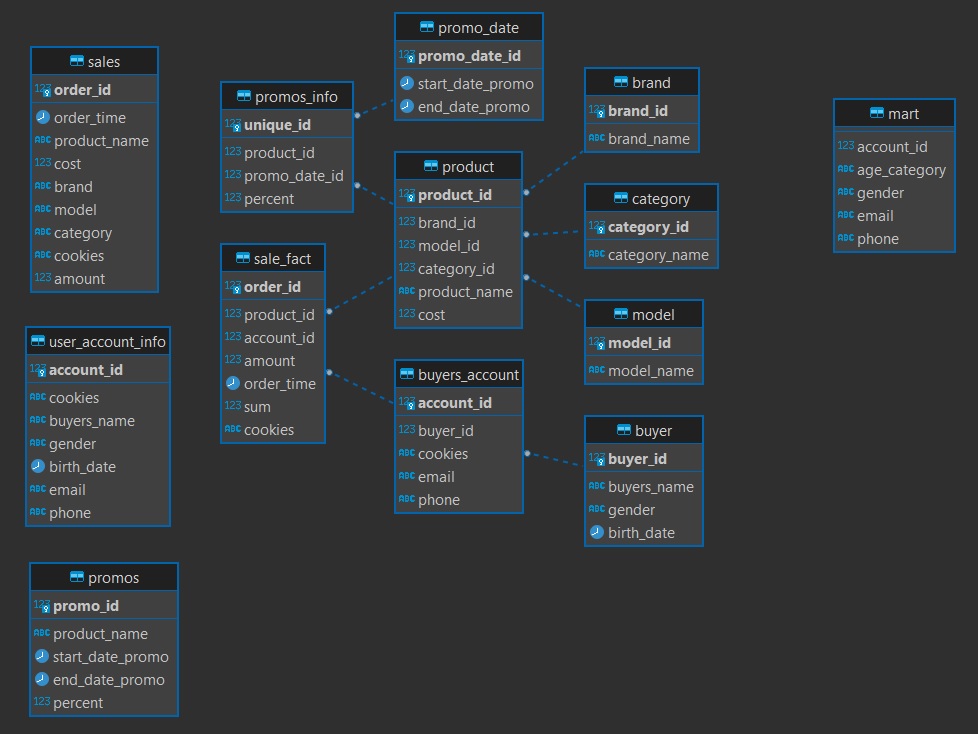 sales
123 order_id
order_time
ABC product_name
123 cost
ABC brand
ABC model
ABC category
ABC cookies
123 amount
user_account_info
123 account_id
ABC cookies
ABC buyers_name
ABC gender
birth_date
ABC email
ABC phone
promos
123 promo_id
ABC product_name
start_date_promo
end_date_promo
123 percent
promos_info
123 unique_id
123 product_id
123 promo_date_id
123 percent
sale_fact
123 order_id
123 product_id
123 account_id
123 amount
order_time
123 sum
ABC cookies
promo_date
123 promo_date_id
start_date_promo
end_date_promo
product
123 product_id
123 brand_id
123 model_id
123 category_id
ABC product_name
123 cost
buyers_account
123 account_id
123 buyer_id
ABC cookies
ABC email
ABC phone
brand
123 brand_id
ABC brand_name
category
123 category_id
ABC category_name
model
123 model_id
ABC model_name
buyer
123 buyer_id
ABC buyers_name
ABC gender
birth_date
mart
123 account_id
ABC age_category
ABC gender
ABC email
ABC phone